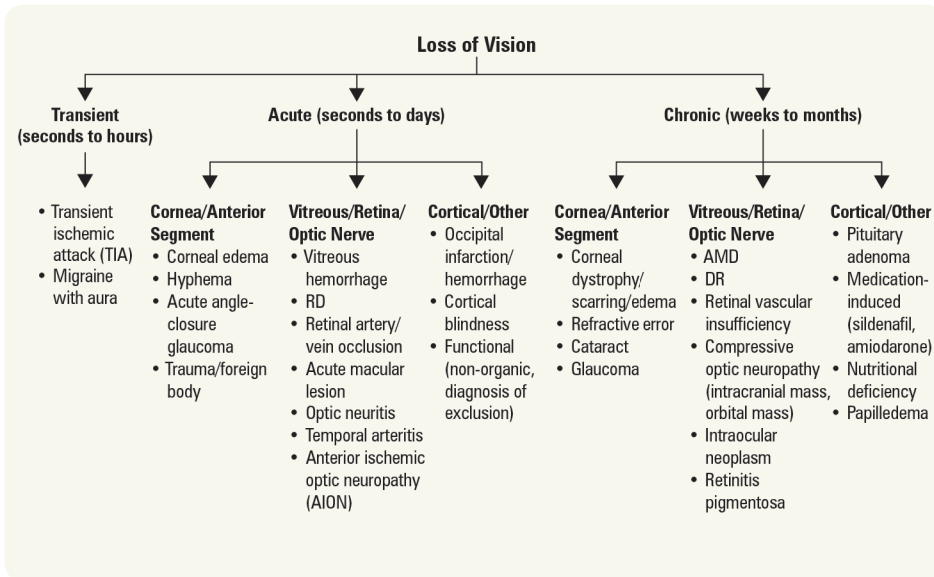 Loss of Vision
Transient
(seconds to hours)
Acute (seconds to days)
Chronic (weeks to months)
• Transient
ischemic
attack (TIA)
• Migraine
with aura
Cornea/Anterior
Segment
• Corneal edema
• Hyphema
• Acute angle-
closure
glaucoma
• Trauma/foreign
body
Vitreous/Retina/
Optic Nerve
• Vitreous
hemorrhage
• RD
• Retinal artery/
vein occlusion
• Acute macular
lesion
• Optic neuritis
• Temporal arteritis
• Anterior ischemic
optic neuropathy
(AION)
Cortical/Other
• Occipital
infarction/
hemorrhage
• Cortical
blindness
• Functional
(non-organic,
diagnosis of
exclusion)
Cornea/Anterior
Segment
• Corneal
dystrophy/
scarring/edema
• Refractive error
• Cataract
• Glaucoma
Vitreous/Retina/
Optic Nerve
• AMD
• DR
• Retinal vascular
insufficiency
• Compressive
optic neuropathy
(intracranial mass,
orbital mass)
• Intraocular
neoplasm
• Retinitis
pigmentosa
Cortical/Other
• Pituitary
adenoma
• Medication-
induced
(sildenafil,
amiodarone)
• Nutritional
deficiency
• Papilledema